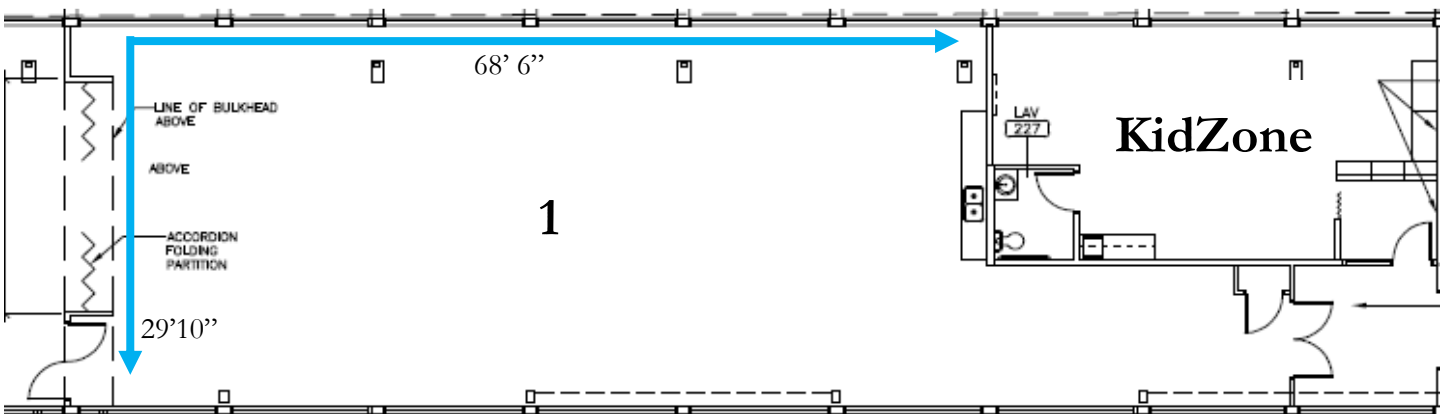 68’ 6”
LINE OF BULKHEAD
ABOVE
LAV
227
KidZone
ABOVE
1
ACCORDION
FOLDING
PARTITION
29’10”